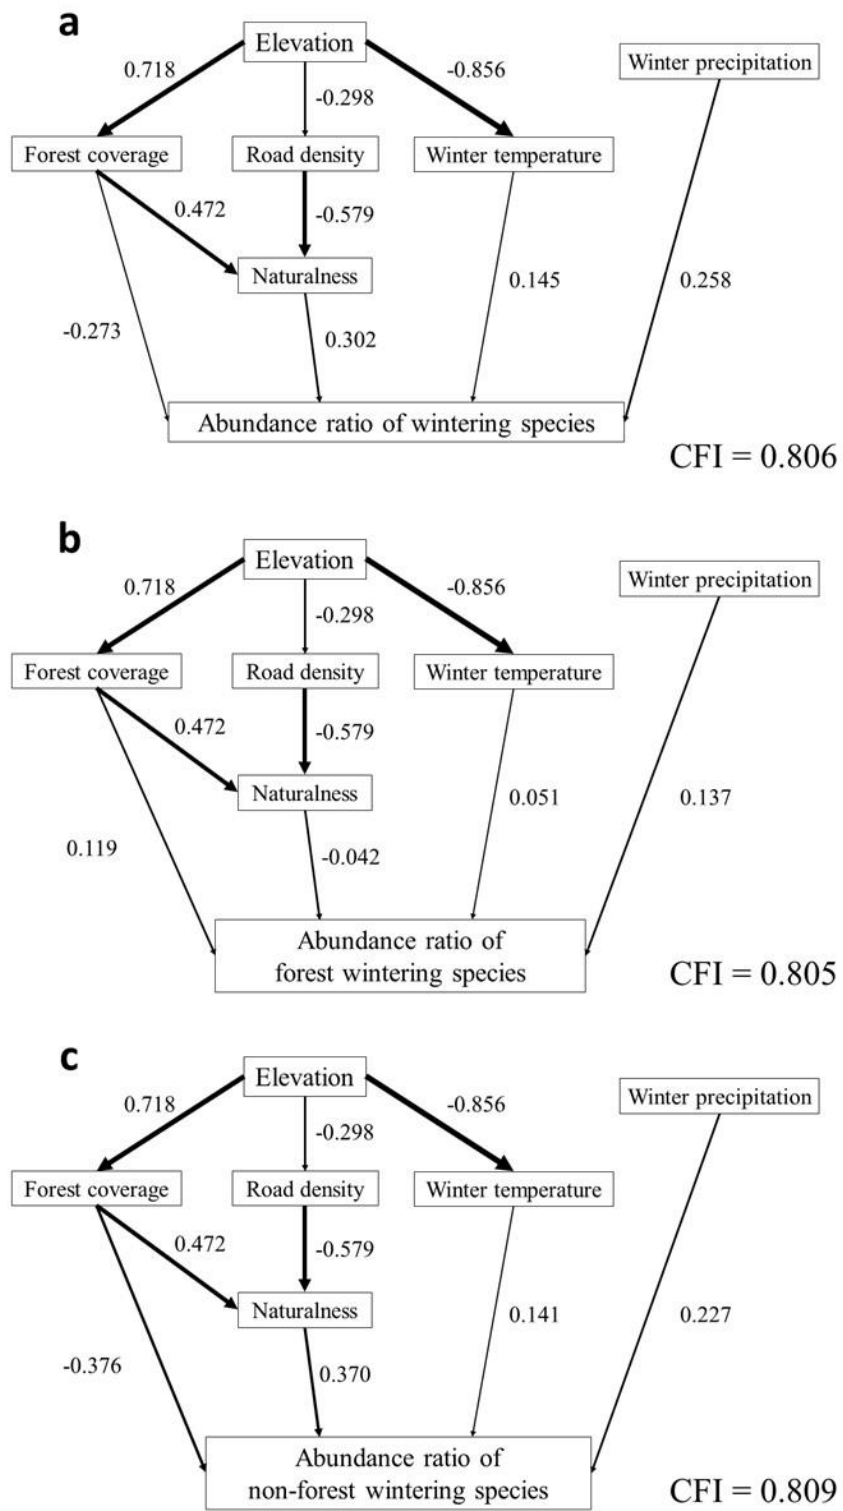 a
Elevation
Winter precipitation
0.718
-0.298
-0.856
Forest coverage
Road density
Winter temperature
0.472
-0.579
Naturalness
0.145
0.258
-0.273
0.302
Abundance ratio of wintering species
CFI = 0.806
b
Elevation
Winter precipitation
0.718
-0.298
-0.856
Forest coverage
Road density
Winter temperature
0.472
-0.579
Naturalness
0.051
0.137
0.119
-0.042
Abundance ratio of
forest wintering species
CFI = 0.805
c
Elevation
Winter precipitation
0.718
-0.298
-0.856
Forest coverage
Road density
Winter temperature
0.472
-0.579
Naturalness
0.141
0.227
-0.376
0.370
Abundance ratio of
non-forest wintering species
CFI = 0.809